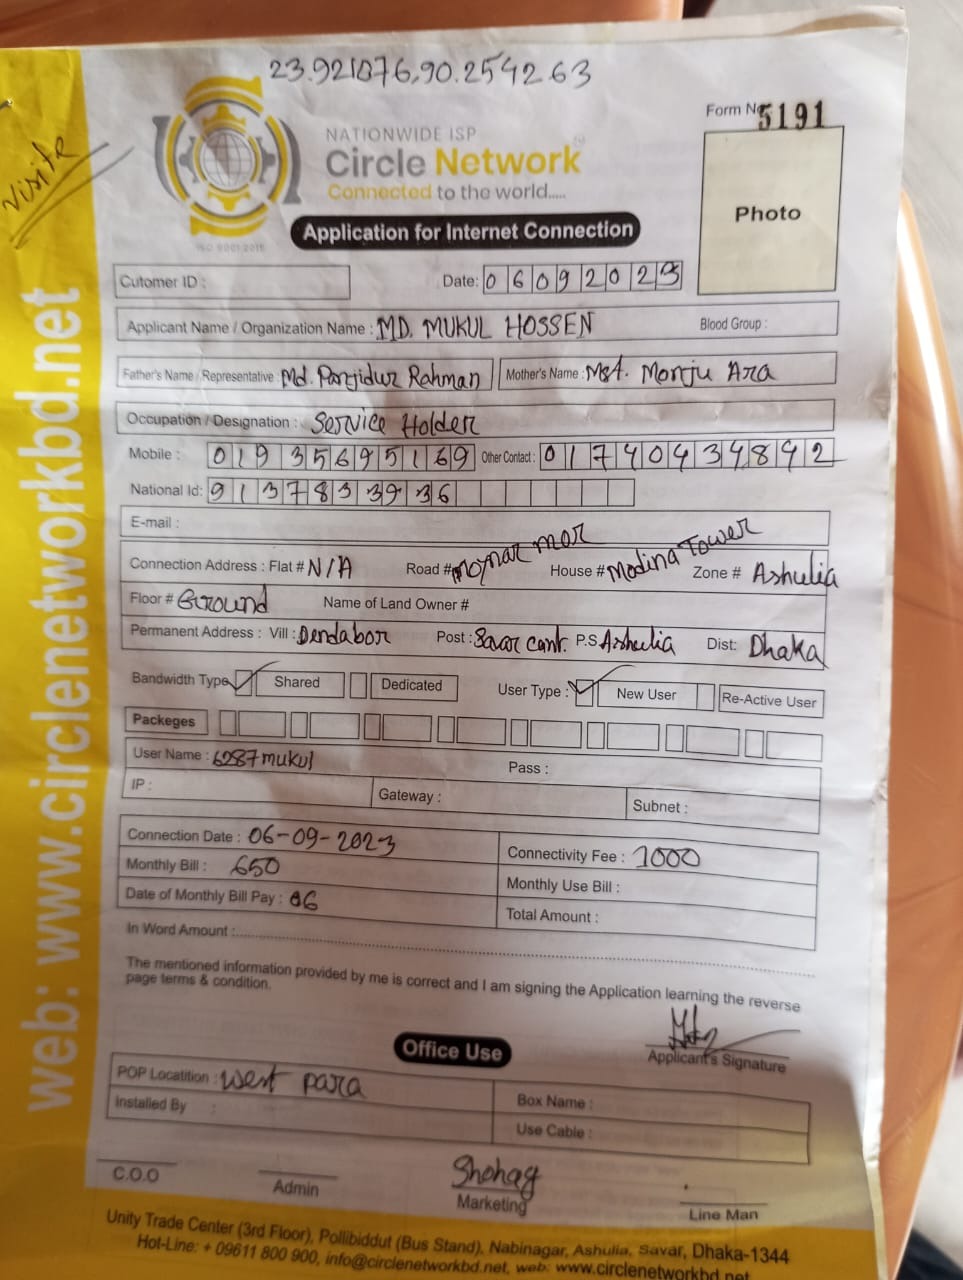 23.921076,90.254263
Visite
Form No 5191
NATIONWIDE ISP
Circle Network
Connected to the world.....
ISO 9001:2015
Application for Internet Connection
Photo
Cutomer ID :
Date: 06092023
Applicant Name / Organization Name : MD. MUKUL HOSSEN
Blood Group :
Father's Name / Representative : Md. Panjidur Rahman
Mother's Name : Mst. Monju Ara
Occupation / Designation : Service Holder
Mobile : 01935695169 Other Contact : 01740434892
National Id: 9137833936
E-mail :
Connection Address : Flat # N/A Road # Moynar mor House # Modina Tower Zone # Ashulia
Floor # Ground Name of Land Owner #
Permanent Address : Vill : Dendabor Post : Savar cant. P.S Ashulia Dist: Dhaka
Bandwidth Type Shared Dedicated User Type : New User Re-Active User
Packeges
User Name : 6287mukul Pass :
IP : Gateway : Subnet :
Connection Date : 06-09-2023 Connectivity Fee : 1000
Monthly Bill : 650 Monthly Use Bill :
Date of Monthly Bill Pay : 06 Total Amount :
In Word Amount :
The mentioned information provided by me is correct and I am signing the Application learning the reverse
page terms & condition.
Applicant's Signature
Office Use
POP Locatition : West para Box Name :
Installed By : Use Cable :
Shohag
C.O.O Admin Marketing Line Man
Unity Trade Center (3rd Floor), Pollibiddut (Bus Stand), Nabinagar, Ashulia, Savar, Dhaka-1344
Hot-Line: + 09611 800 900, info@circlenetworkbd.net, web: www.circlenetworkbd.net
web: www.circlenetworkbd.net